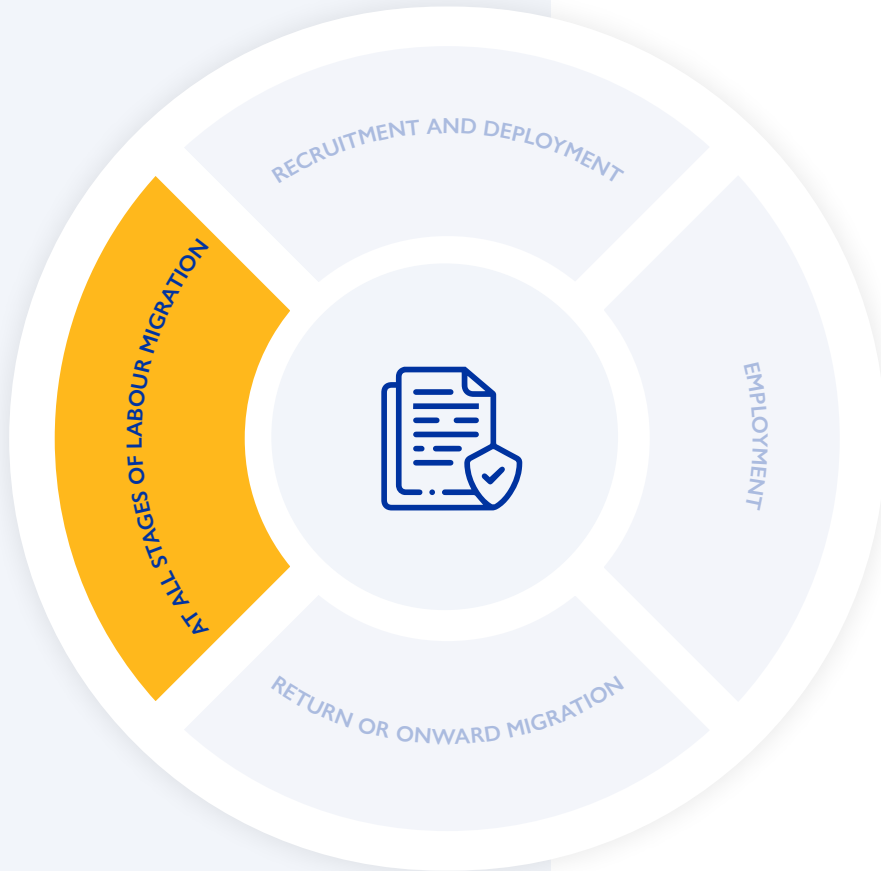 RECRUITMENT AND DEPLOYMENT
AT ALL STAGES OF LABOUR MIGRATION
EMPLOYMENT
RETURN OR ONWARD MIGRATION